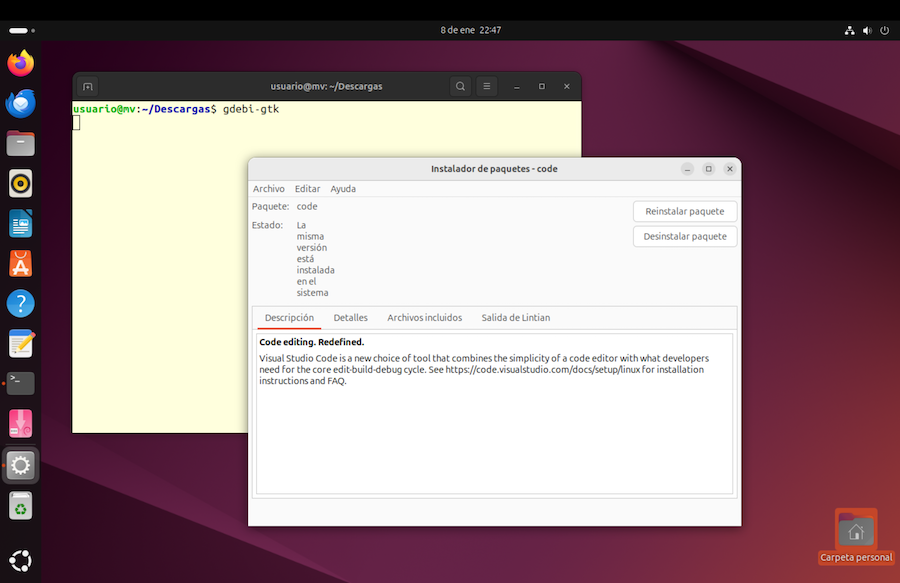 8 de ene 22:47
usuario@mv: ~/Descargas
usuario@mv:~/Descargas$ gdebi-gtk
Instalador de paquetes - code
Archivo Editar Ayuda
Paquete: code
Reinstalar paquete
Estado: La
misma
versión
está
instalada
en el
sistema
Desinstalar paquete
Descripción Detalles Archivos incluidos Salida de Lintian
Code editing. Redefined.
Visual Studio Code is a new choice of tool that combines the simplicity of a code editor with what developers
need for the core edit-build-debug cycle. See https://code.visualstudio.com/docs/setup/linux for installation
instructions and FAQ.
Carpeta personal